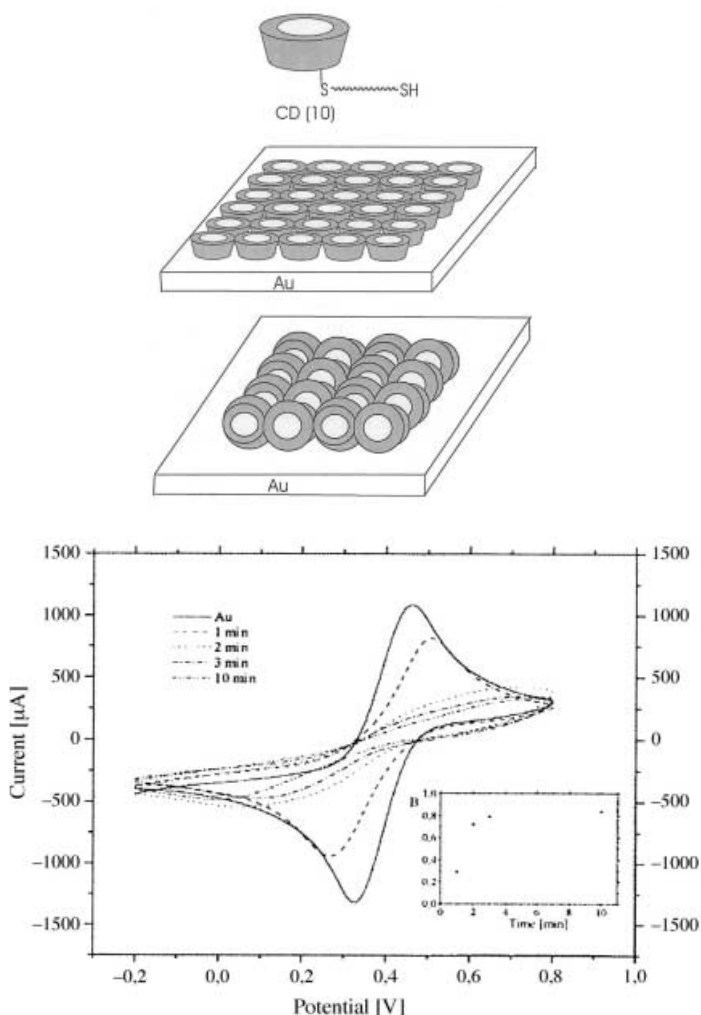 S SH
CD (10)
Au
Au
1500 1500
Au
1 min
2 min
3 min
10 min
1000 1000
500 500
0 0
−500 −500
−1000 −1000
−1500 −1500
Current [µA]
B
1,0
0,8
0,6
0,4
0,2
0,0
0 2 4 6 8 10
Time [min]
−0,2 0,0 0,2 0,4 0,6 0,8 1,0
Potential [V]